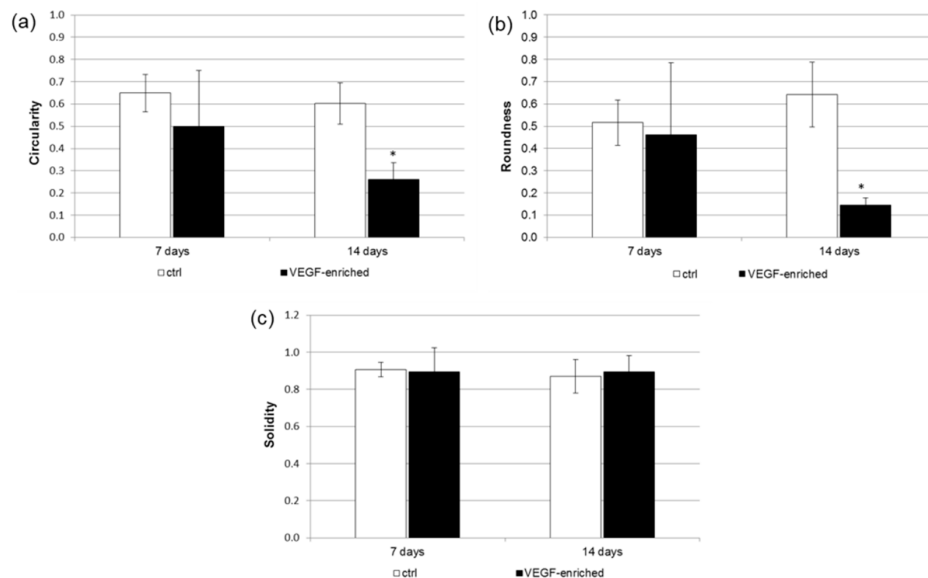 (a)
1.0
0.9
0.8
0.7
0.6
0.5
0.4
0.3
0.2
0.1
0.0
Circularity
*
7 days 14 days
ctrl VEGF-enriched
(b)
1.0
0.9
0.8
0.7
0.6
0.5
0.4
0.3
0.2
0.1
0.0
Roundness
*
7 days 14 days
ctrl VEGF-enriched
(c)
1.2
1.0
0.8
0.6
0.4
0.2
0.0
Solidity
7 days 14 days
ctrl VEGF-enriched